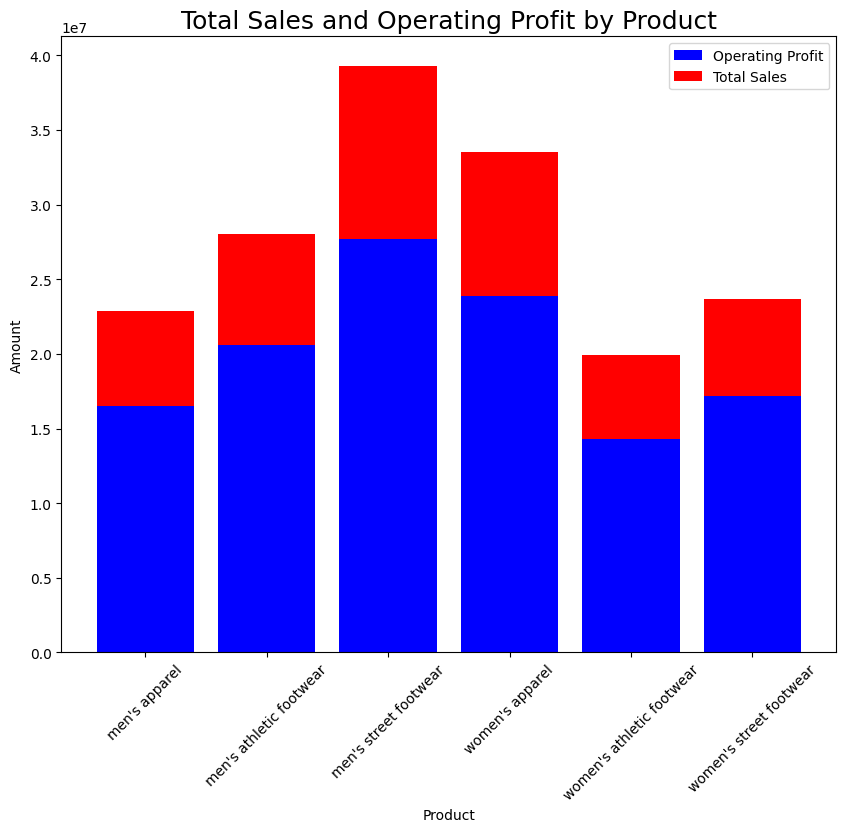 Total Sales and Operating Profit by Product
1e7
Operating Profit
Total Sales
4.0
3.5
3.0
2.5
2.0
1.5
1.0
0.5
0.0
Amount
men's apparel
men's athletic footwear
men's street footwear
women's apparel
women's athletic footwear
women's street footwear
Product